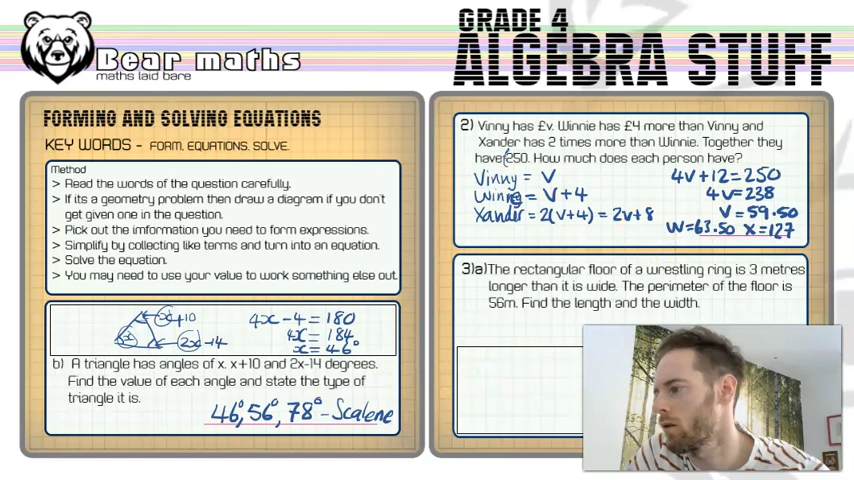 Bear maths
maths laid bare
GRADE 4
ALGEBRA STUFF
FORMING AND SOLVING EQUATIONS
KEY WORDS - FORM, EQUATIONS, SOLVE.
Method
> Read the words of the question carefully.
> If its a geometry problem then draw a diagram if you don't
get given one in the question.
> Pick out the imformation you need to form expressions.
> Simplify by collecting like terms and turn into an equation.
> Solve the equation.
> You may need to use your value to work something else out.
x+10
x
2x-14
4x-4=180
4x=184
x=46°
b) A triangle has angles of x, x+10 and 2x-14 degrees.
Find the value of each angle and state the type of
triangle it is.
46°, 56°, 78° - Scalene
2) Vinny has £v. Winnie has £4 more than Vinny and
Xander has 2 times more than Winnie. Together they
have £250. How much does each person have?
Vinny = V
Winny = V+4
Xander = 2(V+4) = 2V+8
4V+12=250
4V=238
V=59.50
W=63.50 X=127
3)a)The rectangular floor of a wrestling ring is 3 metres
longer than it is wide. The perimeter of the floor is
56m. Find the length and the width.